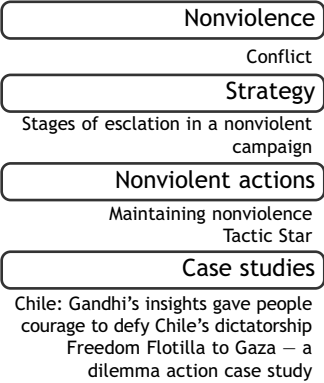 Nonviolence
Conflict
Strategy
Stages of esclation in a nonviolent
campaign
Nonviolent actions
Maintaining nonviolence
Tactic Star
Case studies
Chile: Gandhi’s insights gave people
courage to defy Chile’s dictatorship
Freedom Flotilla to Gaza — a
dilemma action case study